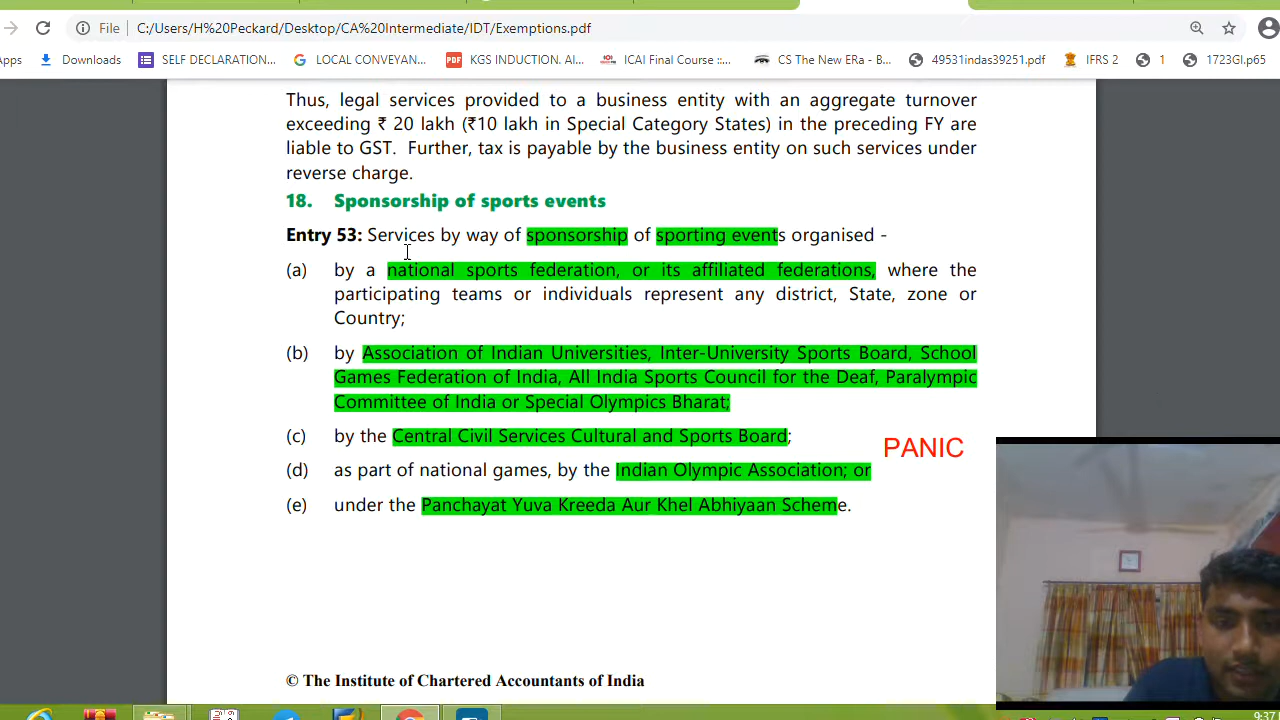 File | C:/Users/H%20Peckard/Desktop/CA%20Intermediate/IDT/Exemptions.pdf
Apps Downloads SELF DECLARATION... LOCAL CONVEYAN... PDF KGS INDUCTION. Al... ICAI Final Course ::... CS The New ERa - B... 49531indas39251.pdf IFRS 2 1 1723GI.p65
Thus, legal services provided to a business entity with an aggregate turnover
exceeding ₹ 20 lakh (₹10 lakh in Special Category States) in the preceding FY are
liable to GST. Further, tax is payable by the business entity on such services under
reverse charge.
18. Sponsorship of sports events
Entry 53: Services by way of sponsorship of sporting events organised -
(a) by a national sports federation, or its affiliated federations, where the
participating teams or individuals represent any district, State, zone or
Country;
(b) by Association of Indian Universities, Inter-University Sports Board, School
Games Federation of India, All India Sports Council for the Deaf, Paralympic
Committee of India or Special Olympics Bharat;
(c) by the Central Civil Services Cultural and Sports Board;
PANIC
(d) as part of national games, by the Indian Olympic Association; or
(e) under the Panchayat Yuva Kreeda Aur Khel Abhiyaan Scheme.
© The Institute of Chartered Accountants of India
9:37